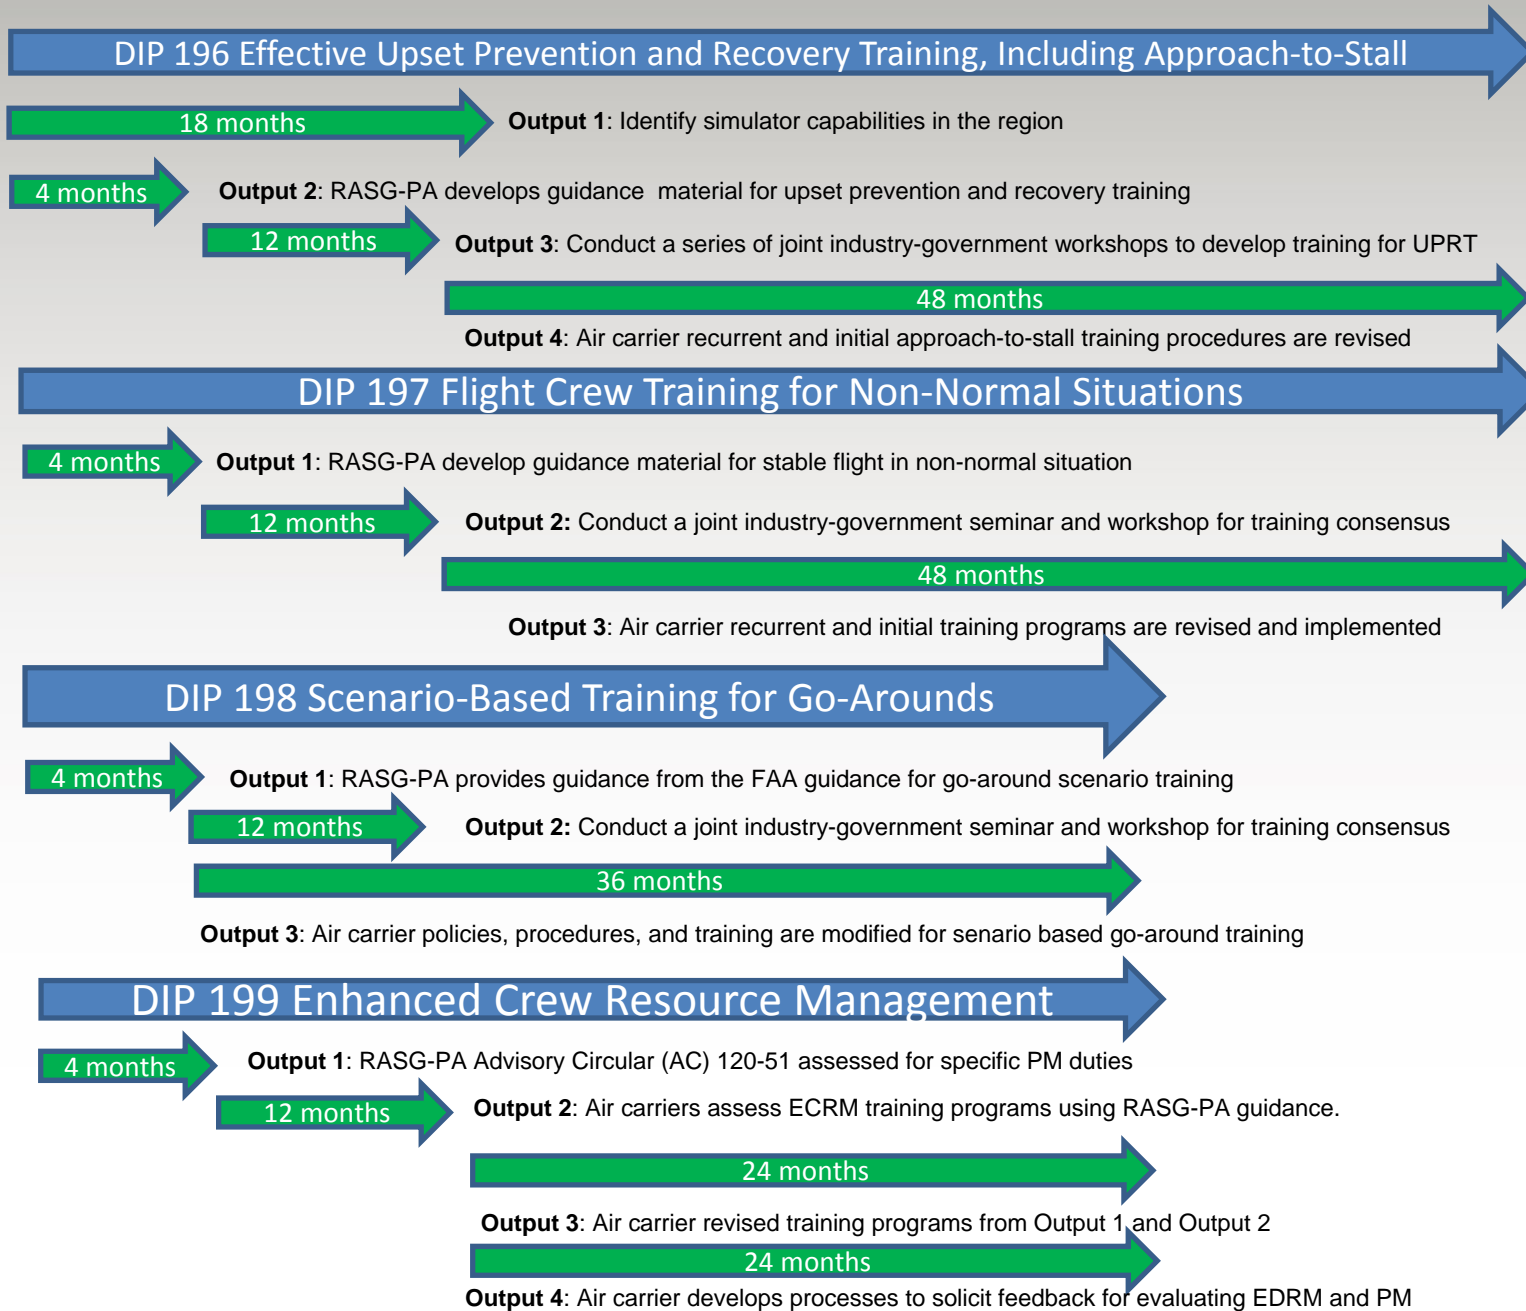 DIP 196 Effective Upset Prevention and Recovery Training, Including Approach-to-Stall
18 months
Output 1: Identify simulator capabilities in the region
4 months
Output 2: RASG-PA develops guidance material for upset prevention and recovery training
12 months
Output 3: Conduct a series of joint industry-government workshops to develop training for UPRT
48 months
Output 4: Air carrier recurrent and initial approach-to-stall training procedures are revised
DIP 197 Flight Crew Training for Non-Normal Situations
4 months
Output 1: RASG-PA develop guidance material for stable flight in non-normal situation
12 months
Output 2: Conduct a joint industry-government seminar and workshop for training consensus
48 months
Output 3: Air carrier recurrent and initial training programs are revised and implemented
DIP 198 Scenario-Based Training for Go-Arounds
4 months
Output 1: RASG-PA provides guidance from the FAA guidance for go-around scenario training
12 months
Output 2: Conduct a joint industry-government seminar and workshop for training consensus
36 months
Output 3: Air carrier policies, procedures, and training are modified for senario based go-around training
DIP 199 Enhanced Crew Resource Management
4 months
Output 1: RASG-PA Advisory Circular (AC) 120-51 assessed for specific PM duties
12 months
Output 2: Air carriers assess ECRM training programs using RASG-PA guidance.
24 months
Output 3: Air carrier revised training programs from Output 1 and Output 2
24 months
Output 4: Air carrier develops processes to solicit feedback for evaluating EDRM and PM